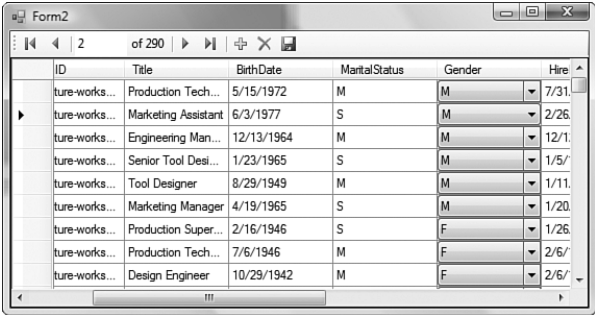 Form2
2 of 290
ID Title BirthDate MaritalStatus Gender Hire
ture-works... Production Tech... 5/15/1972 M M 7/31.
ture-works... Marketing Assistant 6/3/1977 S M 2/26.
ture-works... Engineering Man... 12/13/1964 M M 12/1
ture-works... Senior Tool Desi... 1/23/1965 S M 1/5/
ture-works... Tool Designer 8/29/1949 M M 1/11.
ture-works... Marketing Manager 4/19/1965 S M 1/20.
ture-works... Production Super... 2/16/1946 S F 1/26.
ture-works... Production Tech... 7/6/1946 M F 2/6/
ture-works... Design Engineer 10/29/1942 M F 2/6/